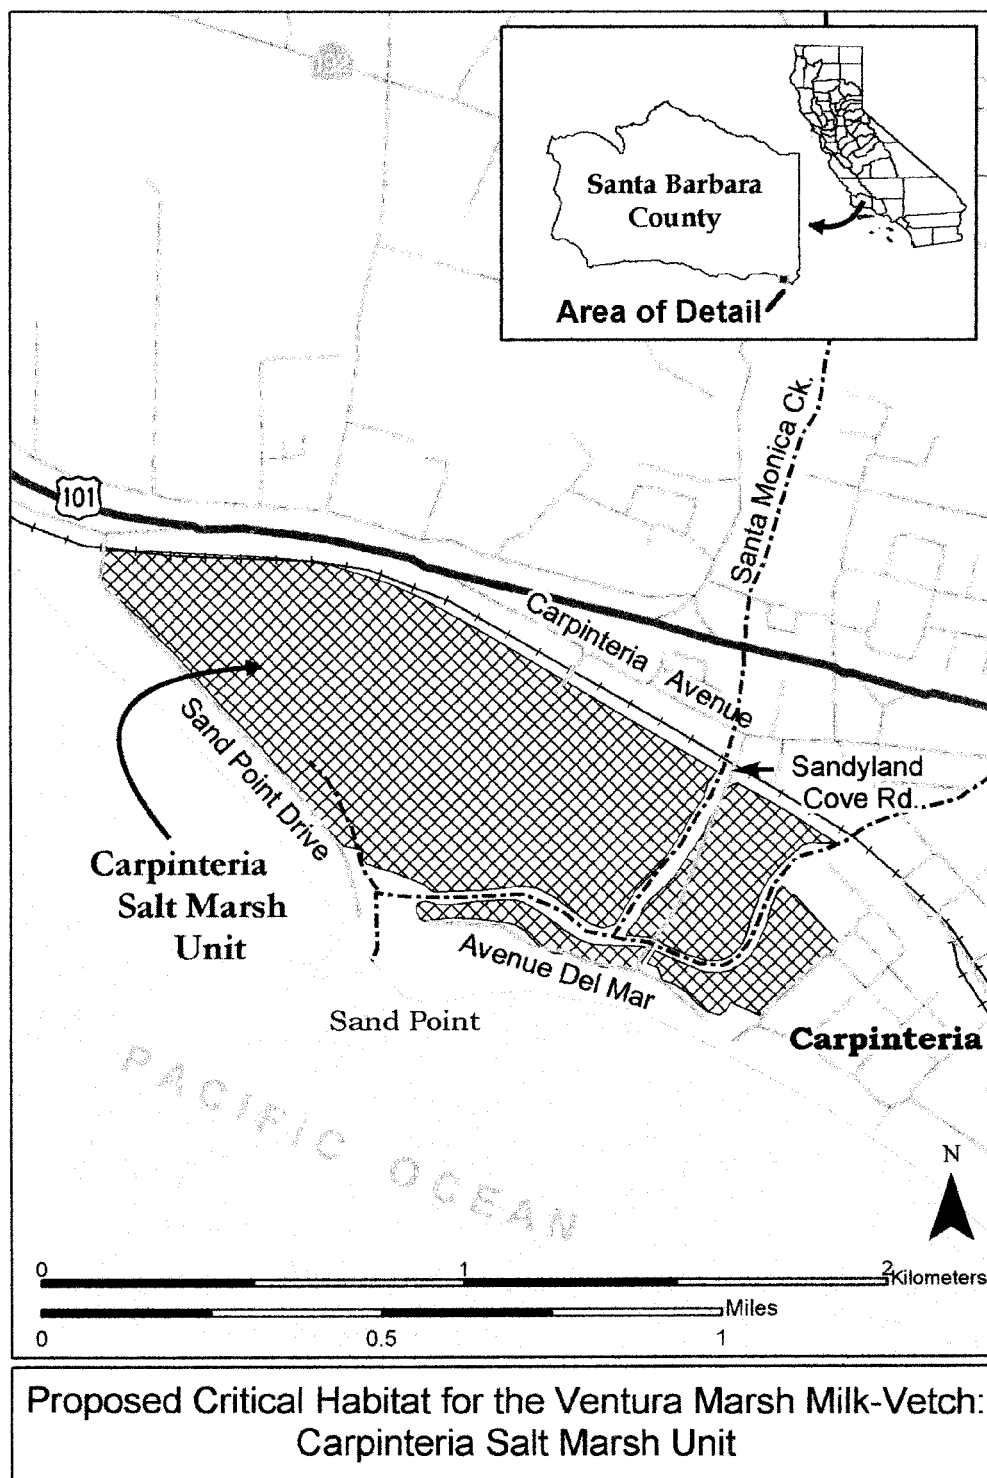 192
Santa Barbara
County
Area of Detail
Santa Monica Ck.
101
Carpinteria Avenue
Sand Point Drive
Sandyland
Cove Rd.
Carpinteria
Salt Marsh
Unit
Avenue Del Mar
Sand Point
Carpinteria
PACIFIC OCEAN
N
0 1 2 Kilometers
Miles
0 0.5 1
Proposed Critical Habitat for the Ventura Marsh Milk-Vetch:
Carpinteria Salt Marsh Unit